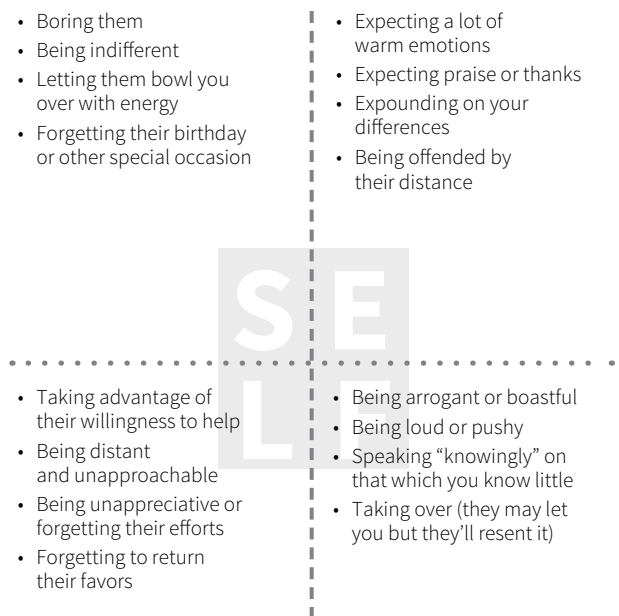 • Boring them
• Being indifferent
• Letting them bowl you
over with energy
• Forgetting their birthday
or other special occasion
• Expecting a lot of
warm emotions
• Expecting praise or thanks
• Expounding on your
differences
• Being offended by
their distance
S E
L F
• Taking advantage of
their willingness to help
• Being distant
and unapproachable
• Being unappreciative or
forgetting their efforts
• Forgetting to return
their favors
• Being arrogant or boastful
• Being loud or pushy
• Speaking “knowingly” on
that which you know little
• Taking over (they may let
you but they’ll resent it)